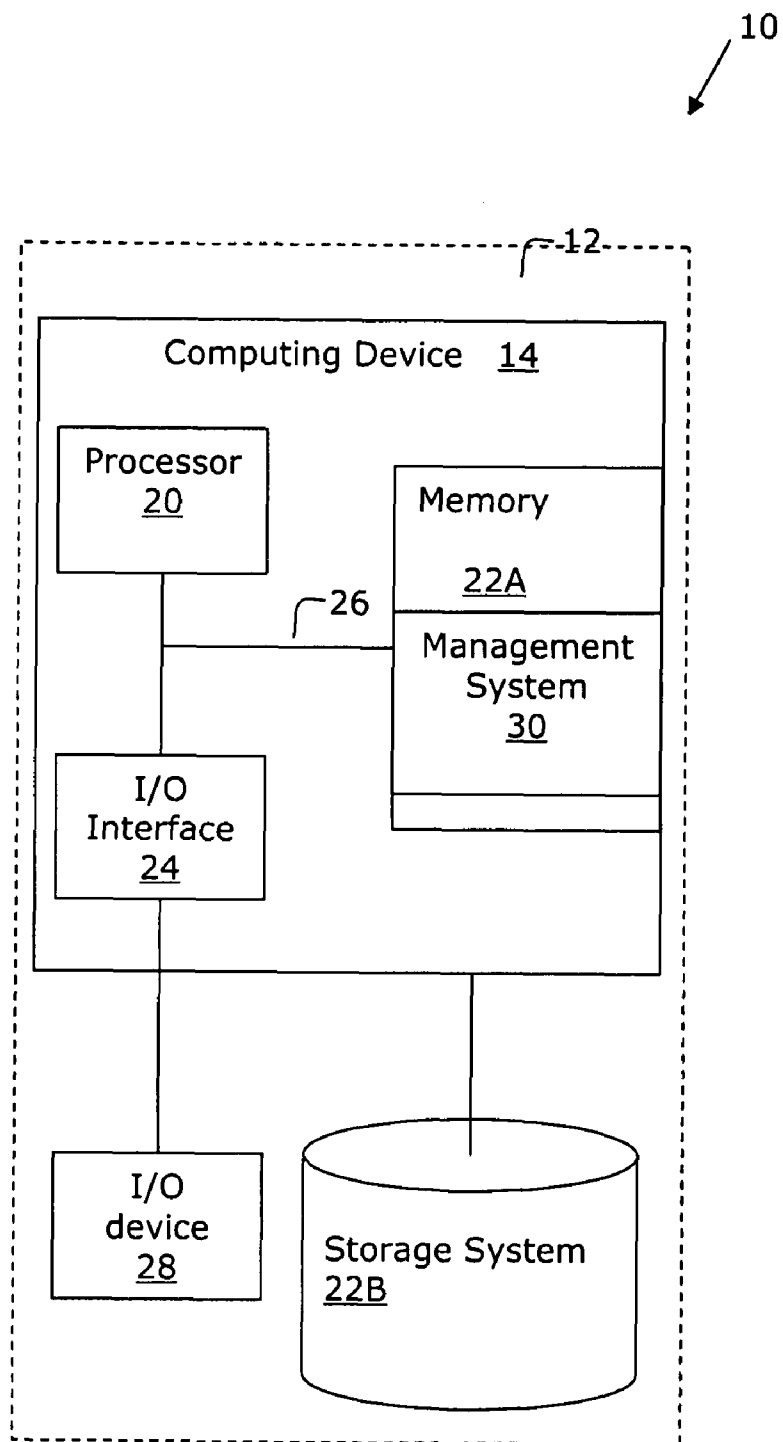 10
12
Computing Device 14
Processor
20
Memory
22A
26
Management
System
30
I/O
Interface
24
I/O
device
28
Storage System
22B